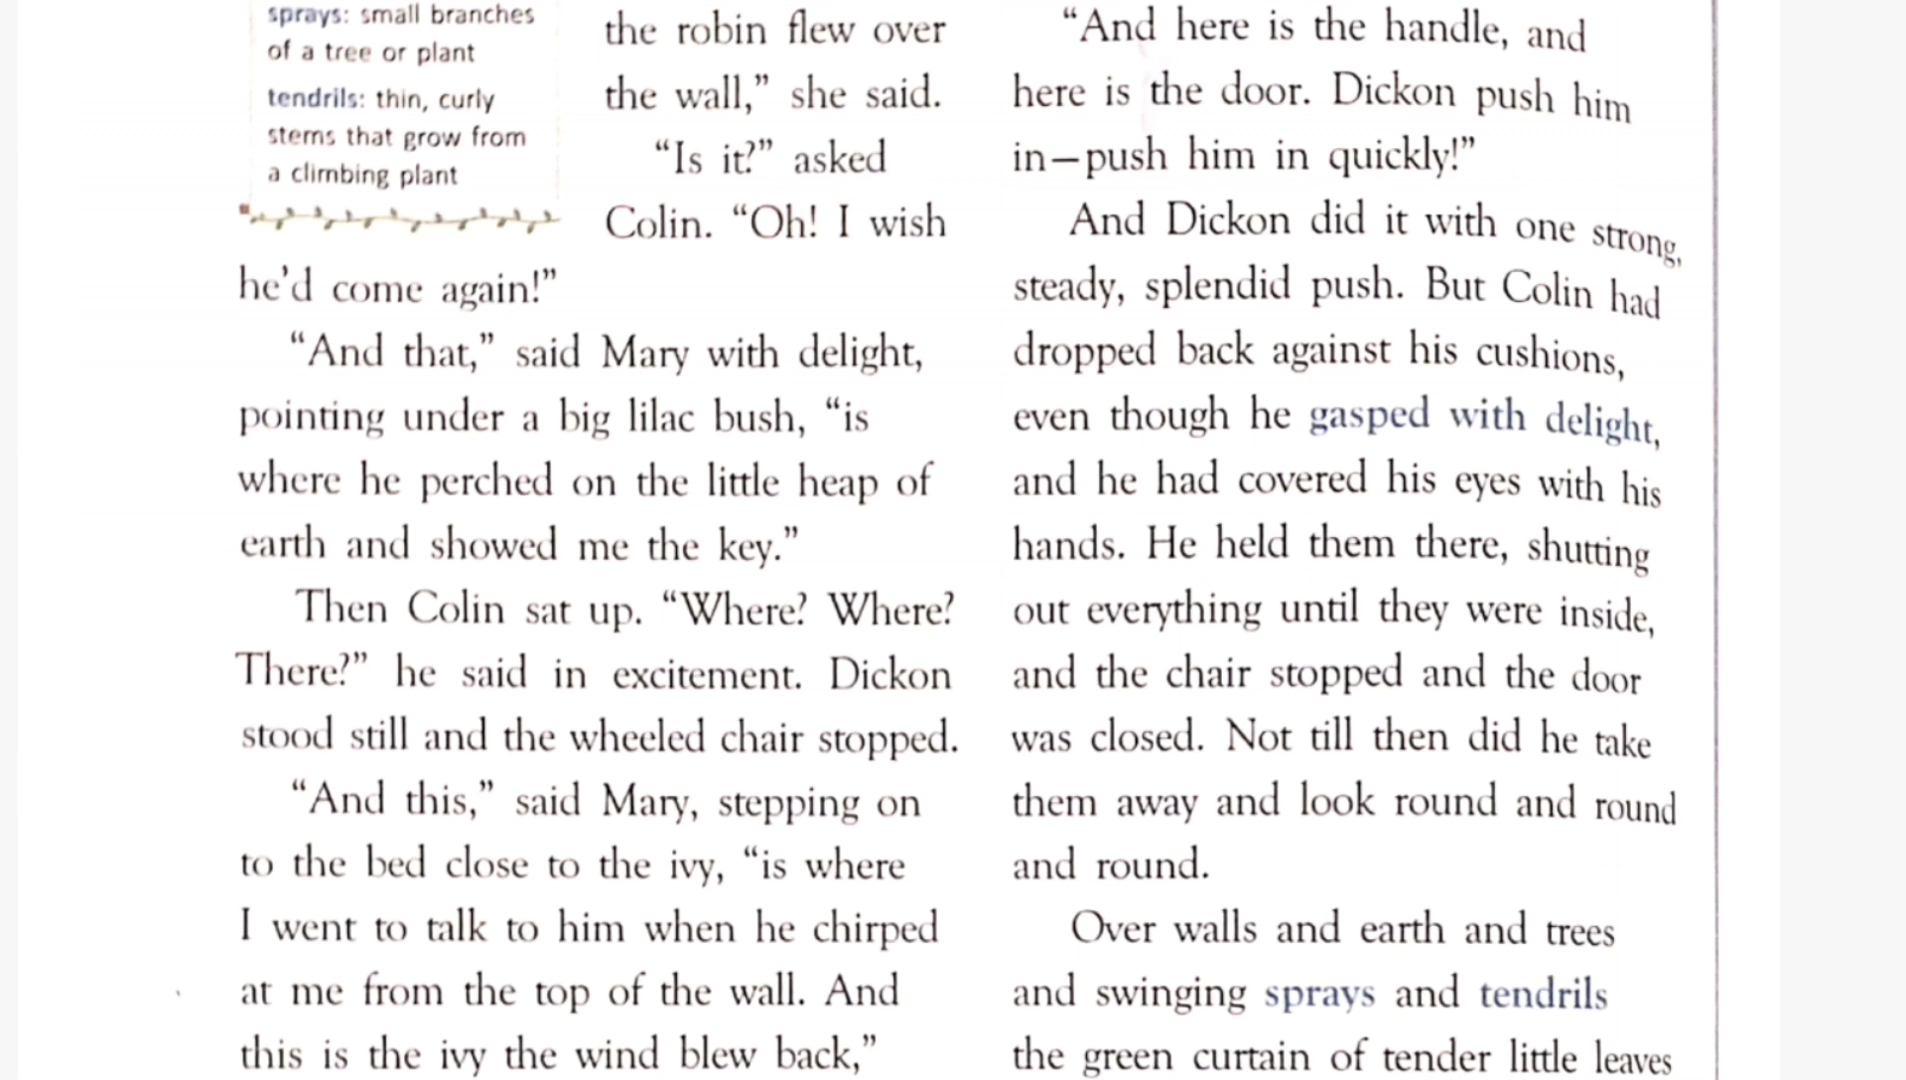 sprays: small branches
of a tree or plant
tendrils: thin, curly
stems that grow from
a climbing plant
the robin flew over
the wall,” she said.
“Is it?” asked
Colin. “Oh! I wish
he’d come again!”
“And that,” said Mary with delight,
pointing under a big lilac bush, “is
where he perched on the little heap of
earth and showed me the key.”
Then Colin sat up. “Where? Where?
There?” he said in excitement. Dickon
stood still and the wheeled chair stopped.
“And this,” said Mary, stepping on
to the bed close to the ivy, “is where
I went to talk to him when he chirped
at me from the top of the wall. And
this is the ivy the wind blew back,”
“And here is the handle, and
here is the door. Dickon push him
in—push him in quickly!”
And Dickon did it with one strong,
steady, splendid push. But Colin had
dropped back against his cushions,
even though he gasped with delight,
and he had covered his eyes with his
hands. He held them there, shutting
out everything until they were inside,
and the chair stopped and the door
was closed. Not till then did he take
them away and look round and round
and round.
Over walls and earth and trees
and swinging sprays and tendrils
the green curtain of tender little leaves